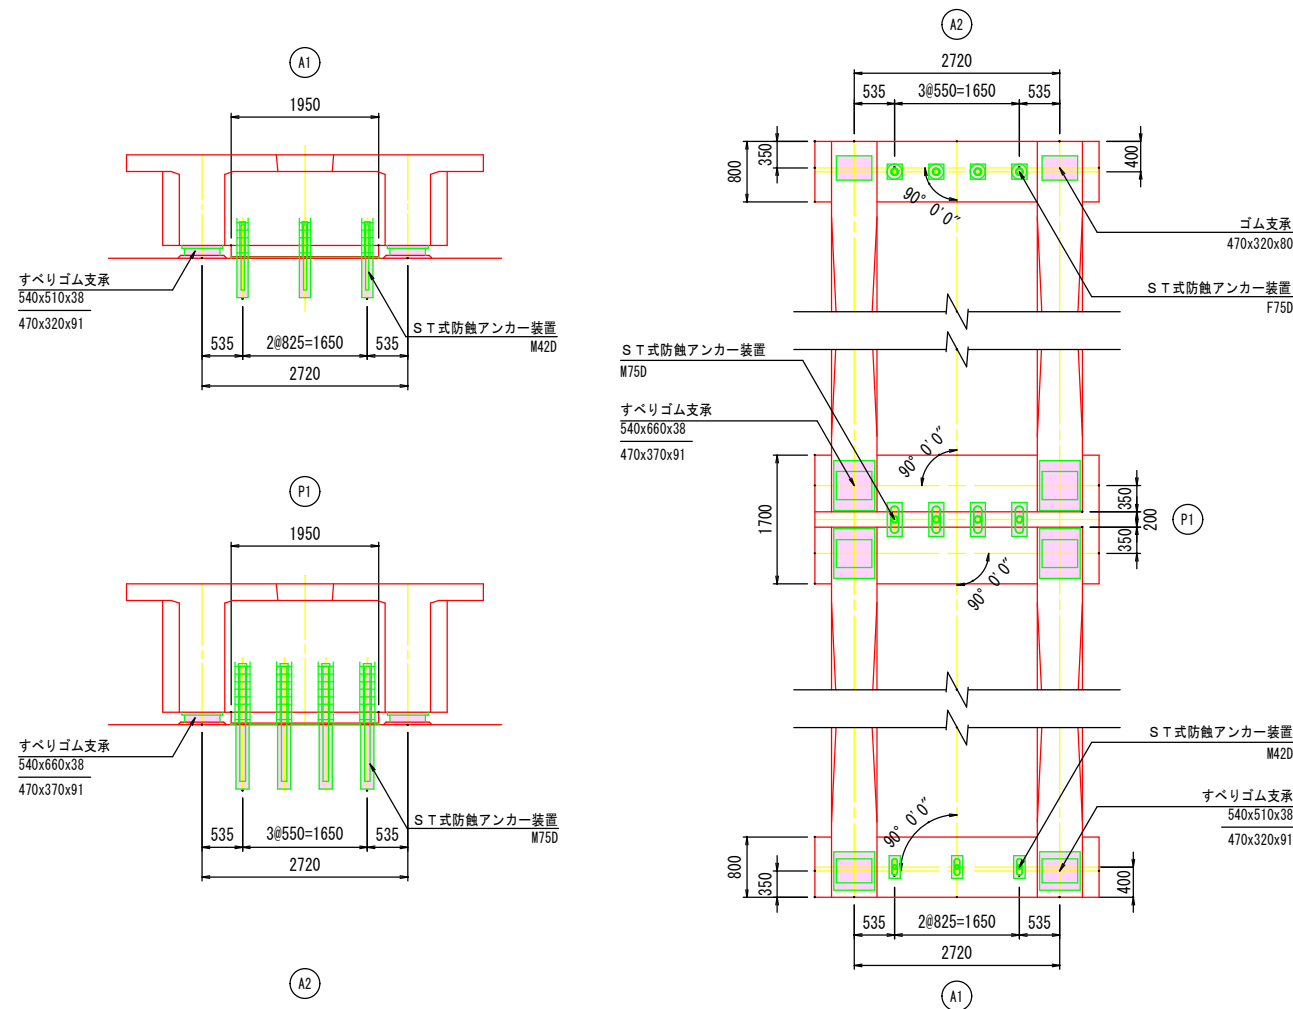 A1
1950
すべりゴム支承
540x510x38
470x320x91
ST式防蝕アンカー装置
M42D
535
2@825=1650
535
2720
P1
1950
すべりゴム支承
540x660x38
470x370x91
ST式防蝕アンカー装置
M75D
535
3@550=1650
535
2720
A2
A2
2720
535
3@550=1650
535
350
800
400
90° 0'0"
ゴム支承
470x320x80
ST式防蝕アンカー装置
F75D
ST式防蝕アンカー装置
M75D
すべりゴム支承
540x660x38
470x370x91
90° 0'0"
1700
350
200
350
P1
90° 0'0"
ST式防蝕アンカー装置
M42D
すべりゴム支承
540x510x38
470x320x91
90° 0'0"
800
350
400
535
2@825=1650
535
2720
A1